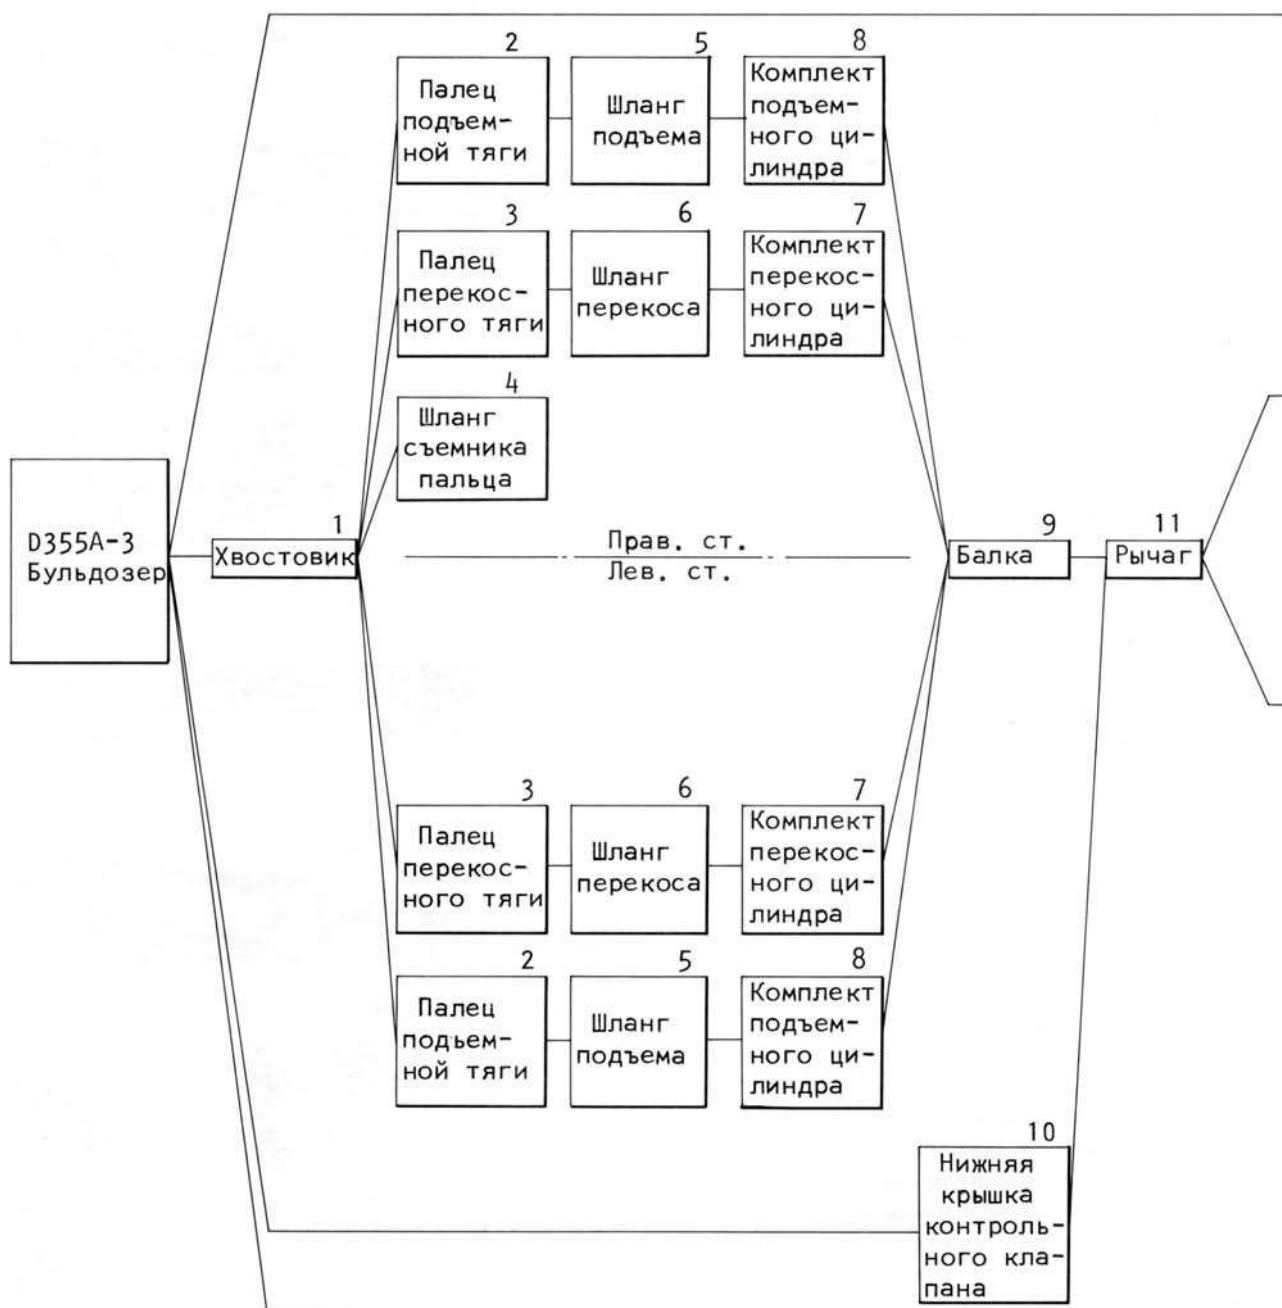 2
Палец
подъем-
ной тяги
5
Шланг
подъема
8
Комплект
подъем-
ного ци-
линдра
3
Палец
перекос-
ного тяги
6
Шланг
перекоса
7
Комплект
перекос-
ного ци-
линдра
4
Шланг
съемника
пальца
D355A-3
Бульдозер
1
Хвостовик
Прав. ст.
Лев. ст.
9
Балка
11
Рычаг
3
Палец
перекос-
ного тяги
6
Шланг
перекоса
7
Комплект
перекос-
ного ци-
линдра
2
Палец
подьем-
ной тяги
5
Шланг
подъема
8
Комплект
подъем-
ного ци-
линдра
10
Нижняя
крышка
контроль-
ного кла-
пана